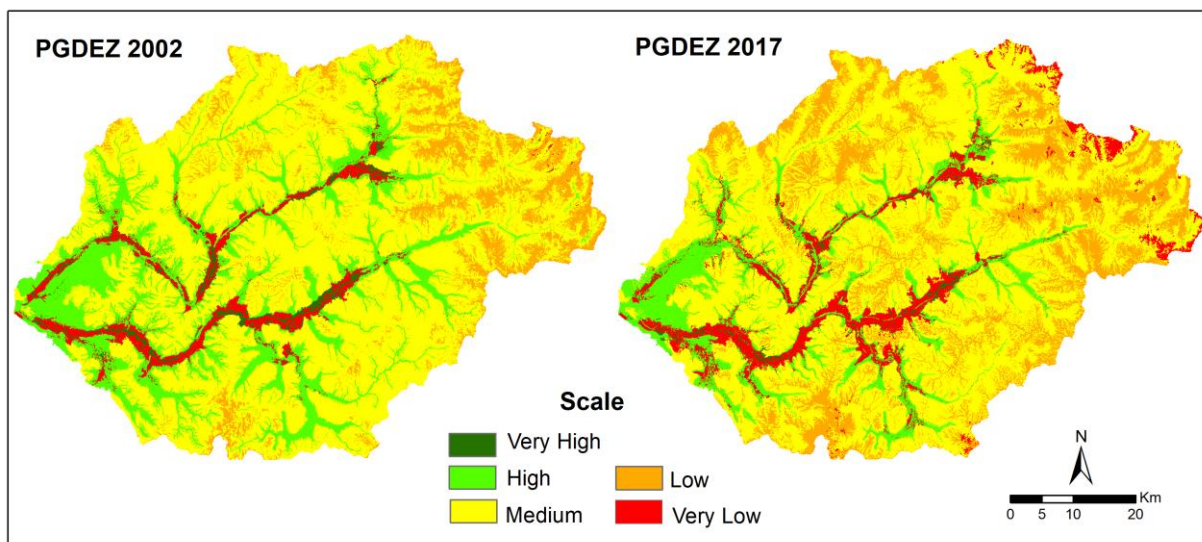 PGDEZ 2002
PGDEZ 2017
Scale
Very High
High
Medium
Low
Very Low
N
Km
0 5 10 20